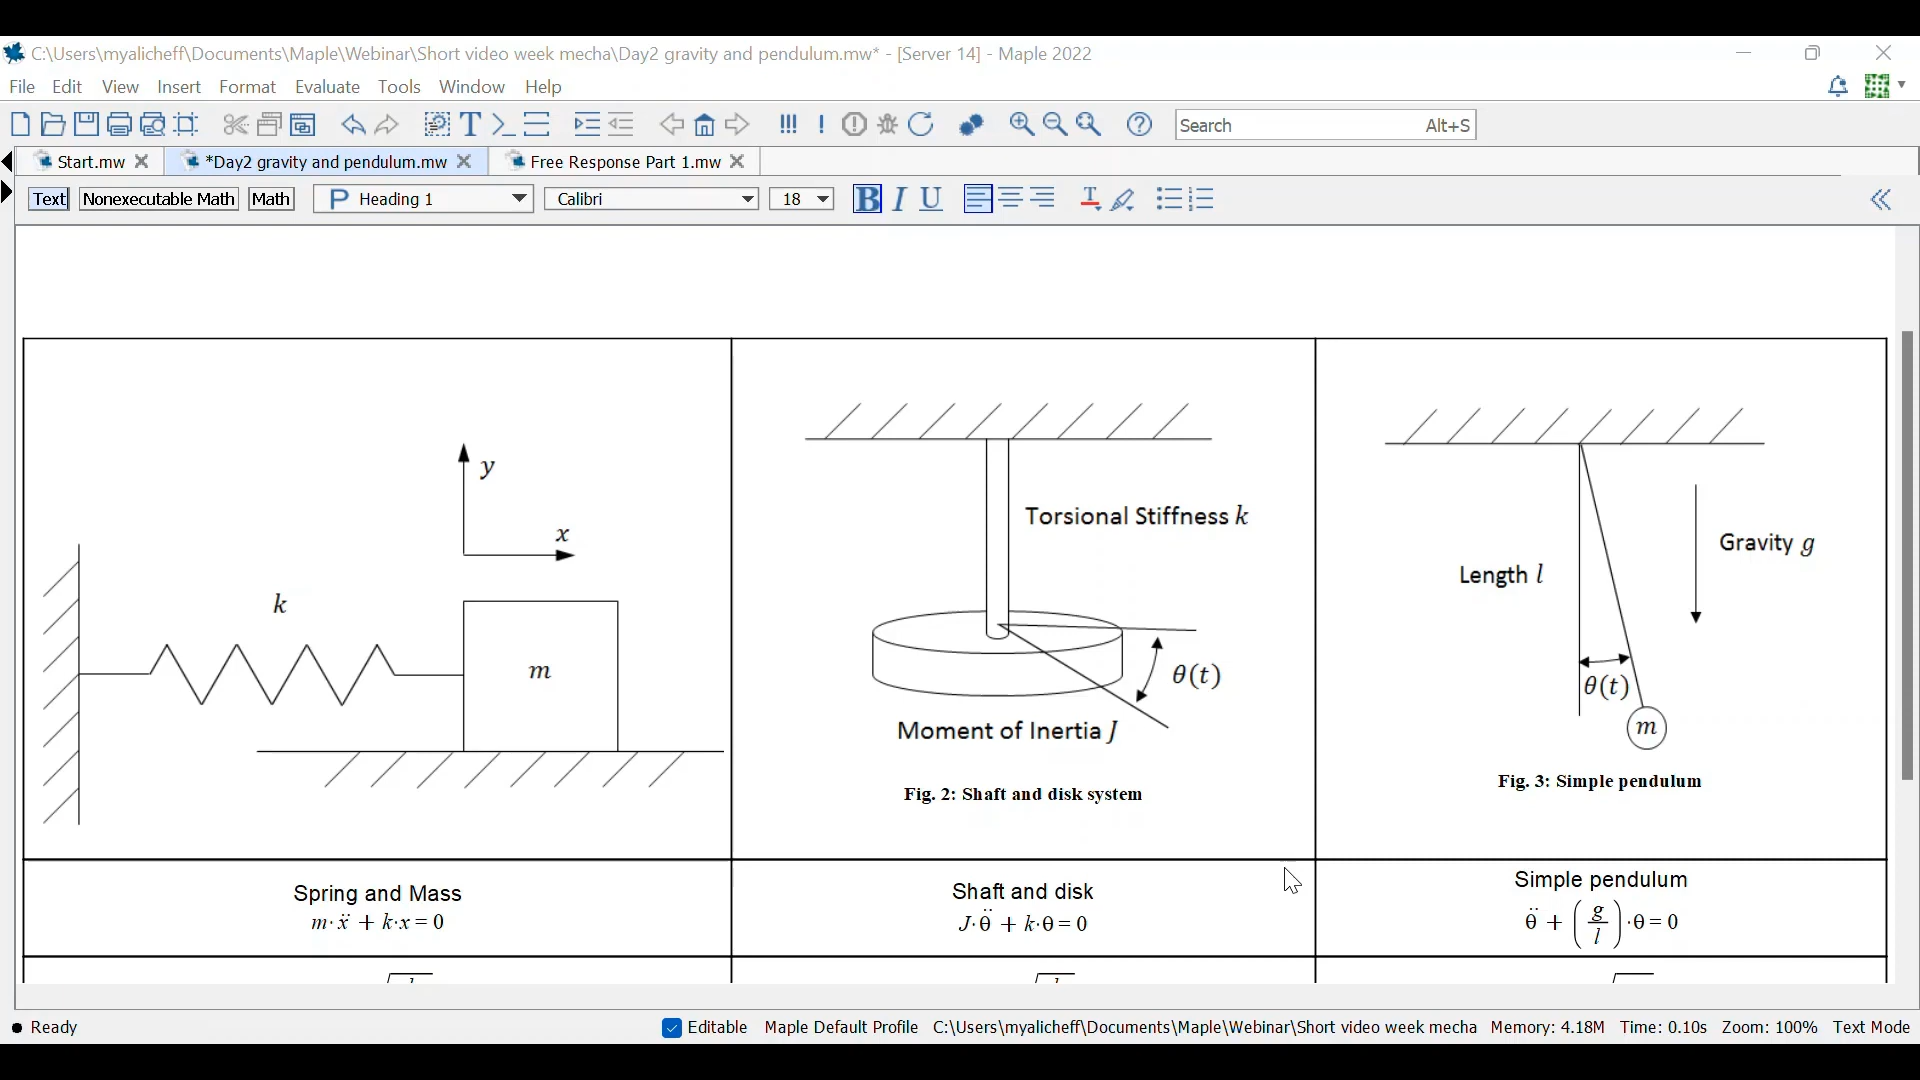 C:\Users\myalicheff\Documents\Maple\Webinar\Short video week mecha\Day2 gravity and pendulum.mw* - [Server 14] - Maple 2022
File Edit View Insert Format Evaluate Tools Window Help
Search Alt+S
Start.mw *Day2 gravity and pendulum.mw Free Response Part 1.mw
Text Nonexecutable Math Math P Heading 1 Calibri 18 B I U
y
x
k
m
Torsional Stiffness k
θ(t)
Moment of Inertia J
Fig. 2: Shaft and disk system
Gravity g
Length l
θ(t)
m
Fig. 3: Simple pendulum
Spring and Mass
m·ẍ + k·x = 0
Shaft and disk
J·θ̈ + k·θ = 0
Simple pendulum
θ̈ + (g/l)·θ = 0
Ready Editable Maple Default Profile C:\Users\myalicheff\Documents\Maple\Webinar\Short video week mecha Memory: 4.18M Time: 0.10s Zoom: 100% Text Mode